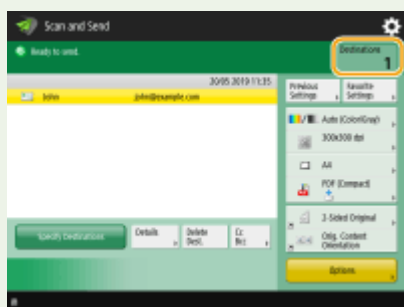 Scan and Send
Ready to send.
Destinations
1
20/05 2019 11:35
John
john@example.com
Previous Settings
Favorite Settings
Auto (Color/Gray)
300x300 dpi
A4
PDF (Compact)
2-Sided Original
Orig. Content Orientation
Specify Destinations
Details
Delete Dest.
Cc Bcc
Options